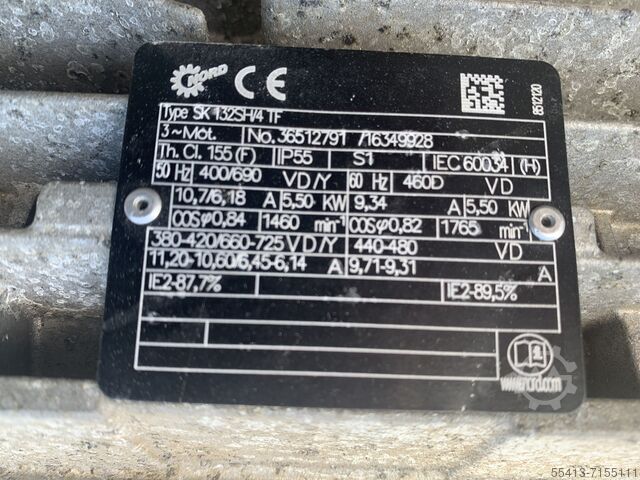 NORD CE
8512120
Type SK 132SH/4 TF
3~Mot. No. 36512791 /16349928
Th. Cl. 155 (F) IP55 S1 IEC 60034 (H)
50 Hz 400/690 VD/Y 60 Hz 460D VD
10,7/6,18 A 5,50 KW 9,34 A 5,50 KW
COSφ0,84 1460 min⁻¹ COSφ0,82 1765 min⁻¹
380-420/660-725 VD/Y 440-480 VD
11,20-10,60/6,45-6,14 A 9,71-9,31 A
IE2-87,7% IE2-89,5%
www.nord.com
55413-7155111